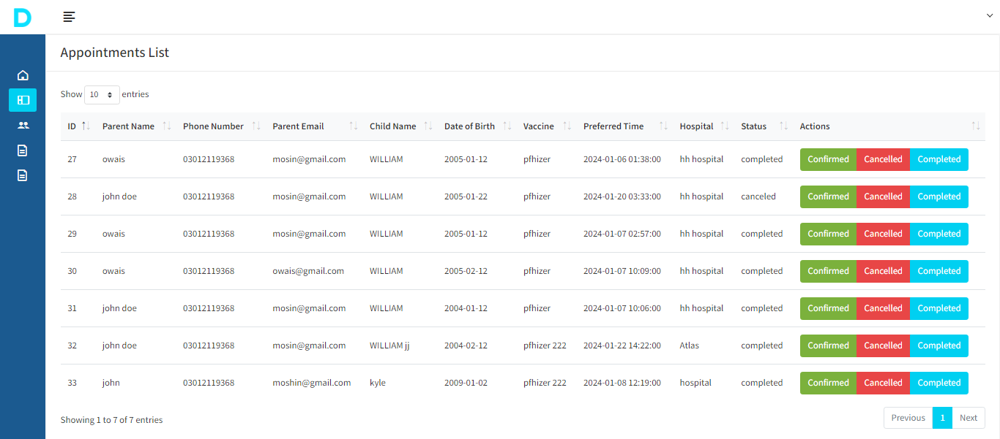 D
Appointments List
Show 10 entries
ID Parent Name Phone Number Parent Email Child Name Date of Birth Vaccine Preferred Time Hospital Status Actions
27 owais 03012119368 mosin@gmail.com WILLIAM 2005-01-12 pfhizer 2024-01-06 01:38:00 hh hospital completed Confirmed Cancelled Completed
28 john doe 03012119368 mosin@gmail.com WILLIAM 2005-01-22 pfhizer 2024-01-20 03:33:00 hh hospital canceled Confirmed Cancelled Completed
29 owais 03012119368 mosin@gmail.com WILLIAM 2005-01-12 pfhizer 2024-01-07 02:57:00 hh hospital completed Confirmed Cancelled Completed
30 owais 03012119368 owais@gmail.com WILLIAM 2005-02-12 pfhizer 2024-01-07 10:09:00 hh hospital completed Confirmed Cancelled Completed
31 john doe 03012119368 mosin@gmail.com WILLIAM 2004-01-12 pfhizer 2024-01-07 10:06:00 hh hospital completed Confirmed Cancelled Completed
32 john doe 03012119368 mosin@gmail.com WILLIAM jj 2004-02-12 pfhizer 222 2024-01-22 14:22:00 Atlas completed Confirmed Cancelled Completed
33 john 03012119368 moshin@gmail.com kyle 2009-01-02 pfhizer 222 2024-01-08 12:19:00 hospital completed Confirmed Cancelled Completed
Showing 1 to 7 of 7 entries Previous 1 Next